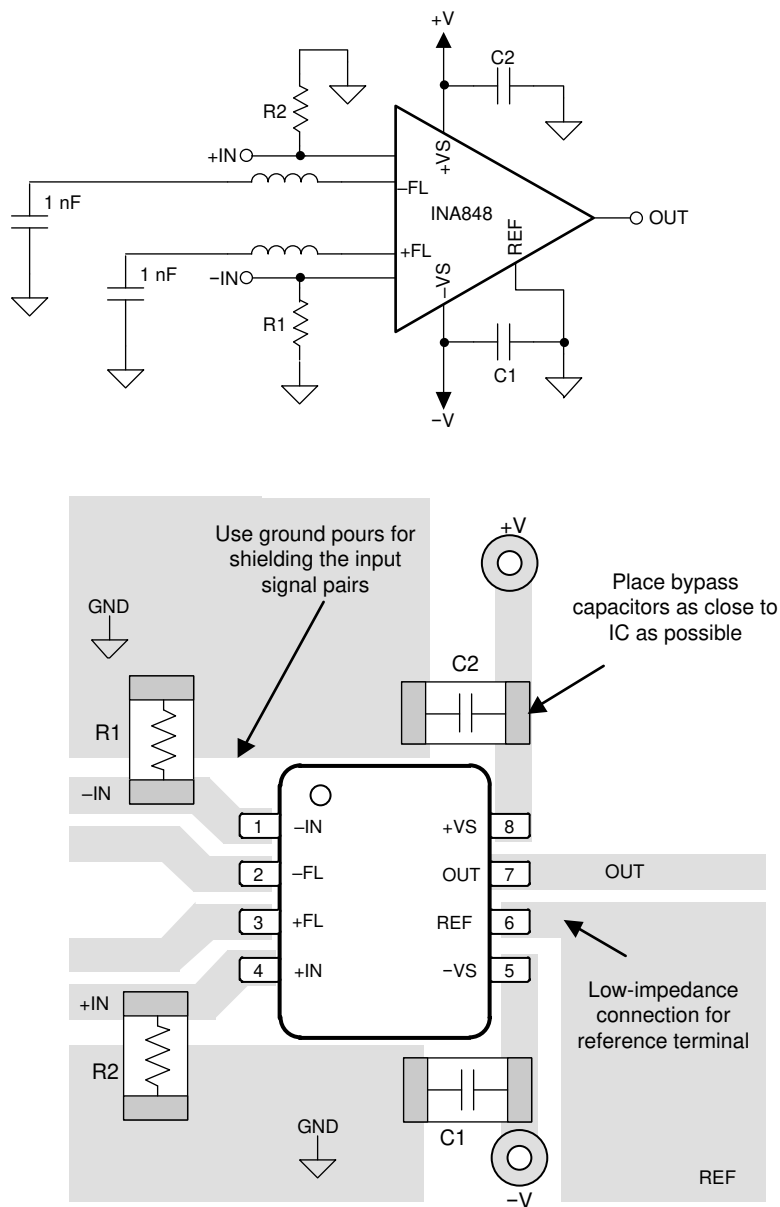 +V
C2
R2
+VS
+IN
−FL
1 nF
INA848
OUT
REF
+FL
1 nF
−IN
−VS
R1
C1
−V
Use ground pours for
shielding the input
signal pairs
+V
Place bypass
capacitors as close to
IC as possible
GND
C2
R1
−IN
1
−IN
+VS
8
2
−FL
OUT
7
OUT
3
+FL
REF
6
4
+IN
−VS
5
+IN
Low-impedance
connection for
reference terminal
R2
GND
C1
REF
−V